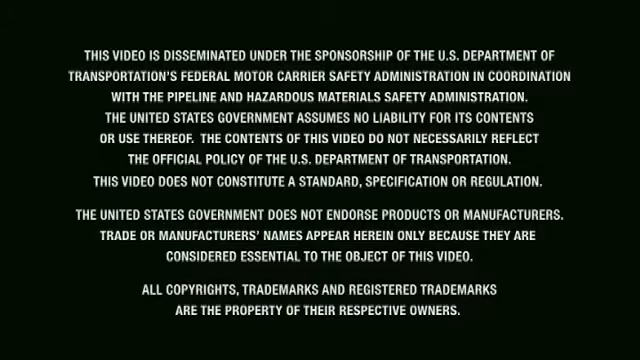 THIS VIDEO IS DISSEMINATED UNDER THE SPONSORSHIP OF THE U.S. DEPARTMENT OF
TRANSPORTATION'S FEDERAL MOTOR CARRIER SAFETY ADMINISTRATION IN COORDINATION
WITH THE PIPELINE AND HAZARDOUS MATERIALS SAFETY ADMINISTRATION.
THE UNITED STATES GOVERNMENT ASSUMES NO LIABILITY FOR ITS CONTENTS
OR USE THEREOF. THE CONTENTS OF THIS VIDEO DO NOT NECESSARILY REFLECT
THE OFFICIAL POLICY OF THE U.S. DEPARTMENT OF TRANSPORTATION.
THIS VIDEO DOES NOT CONSTITUTE A STANDARD, SPECIFICATION OR REGULATION.
THE UNITED STATES GOVERNMENT DOES NOT ENDORSE PRODUCTS OR MANUFACTURERS.
TRADE OR MANUFACTURERS' NAMES APPEAR HEREIN ONLY BECAUSE THEY ARE
CONSIDERED ESSENTIAL TO THE OBJECT OF THIS VIDEO.
ALL COPYRIGHTS, TRADEMARKS AND REGISTERED TRADEMARKS
ARE THE PROPERTY OF THEIR RESPECTIVE OWNERS.